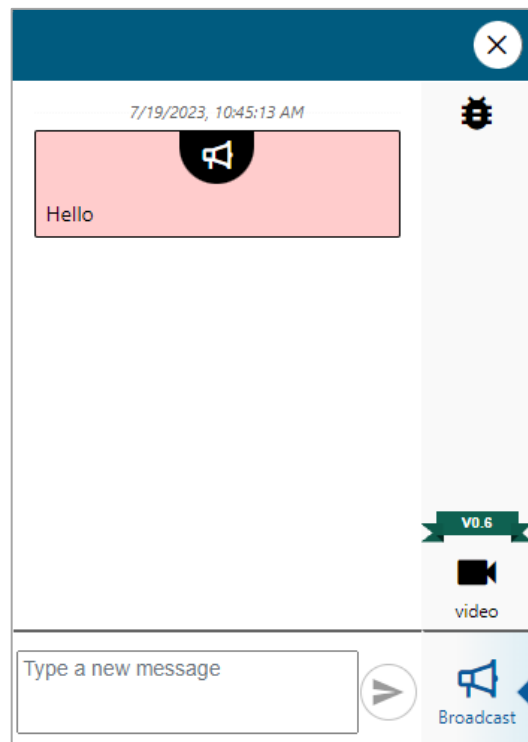 7/19/2023, 10:45:13 AM
Hello
V0.6
video
Type a new message
Broadcast